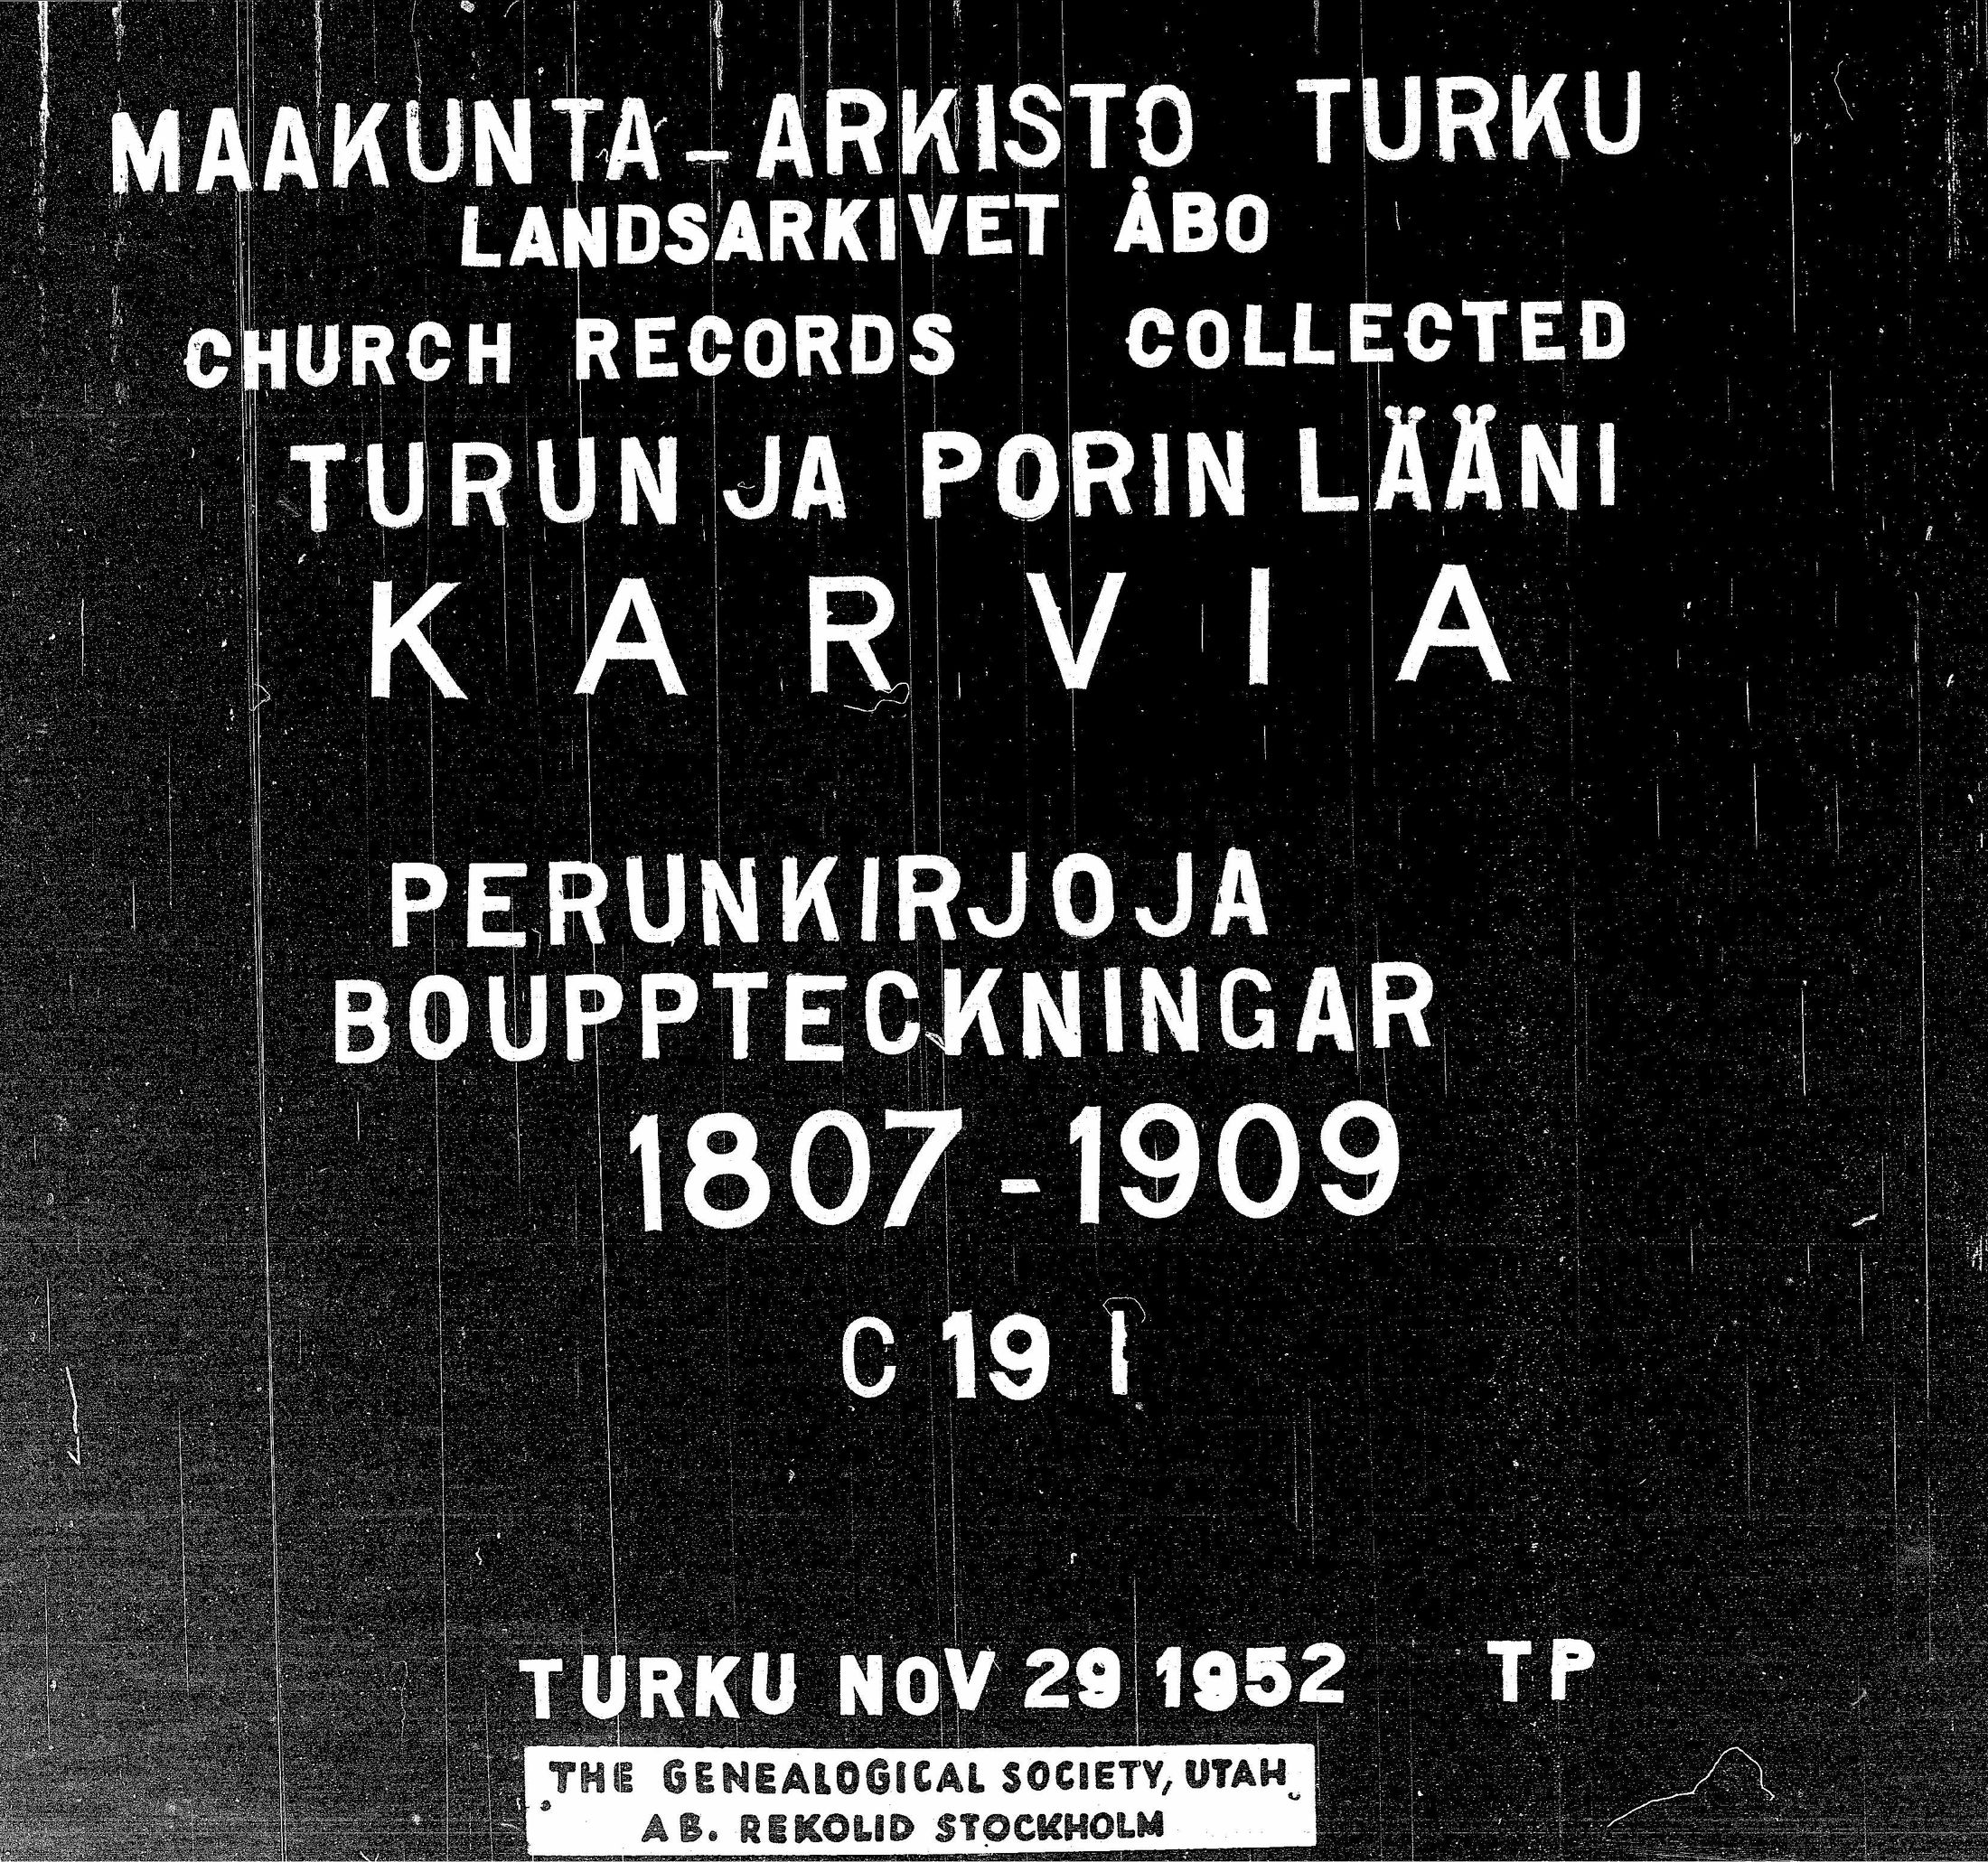 MAAKUNTA - ARKISTO TURKU
LANDSARKIVET ÅBO
CHURCH RECORDS COLLECTED
TURUN JA PORIN LÄÄNI
KARVIA
PERUNKIRJOJA
BOUPPTECKNINGAR
1807 - 1909
C 19 I
TURKU NOV 29 1952 TP
THE GENEALOGICAL SOCIETY, UTAH
AB. REKOLID STOCKHOLM